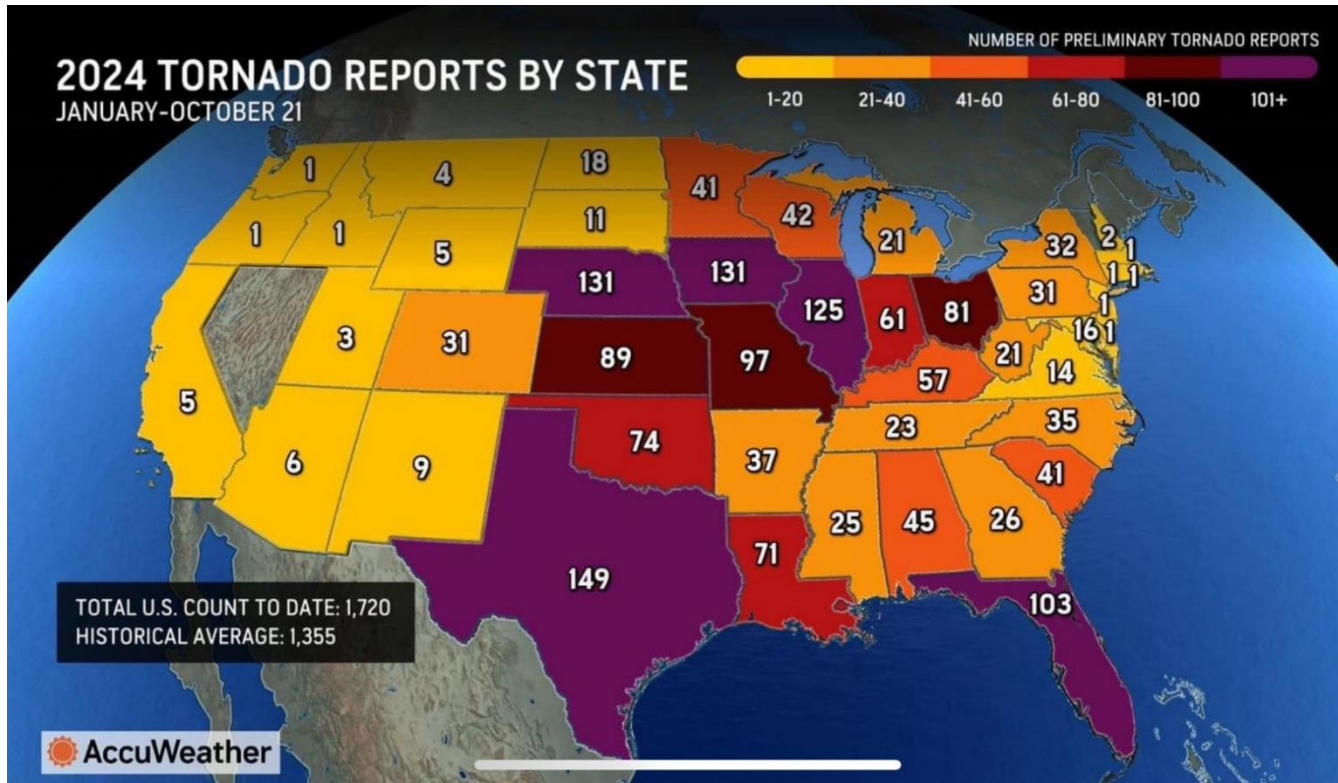 NUMBER OF PRELIMINARY TORNADO REPORTS
2024 TORNADO REPORTS BY STATE
1-20 21-40 41-60 61-80 81-100 101+
JANUARY-OCTOBER 21
1 4 18 41
1 1 5 11 42 21 32 2 1
131 131 125 61 81 31 1 1
3 31 89 97 57 21 16 1 1
5 14
6 9 74 37 23 35
25 45 26 41
149 71 103
TOTAL U.S. COUNT TO DATE: 1,720
HISTORICAL AVERAGE: 1,355
AccuWeather